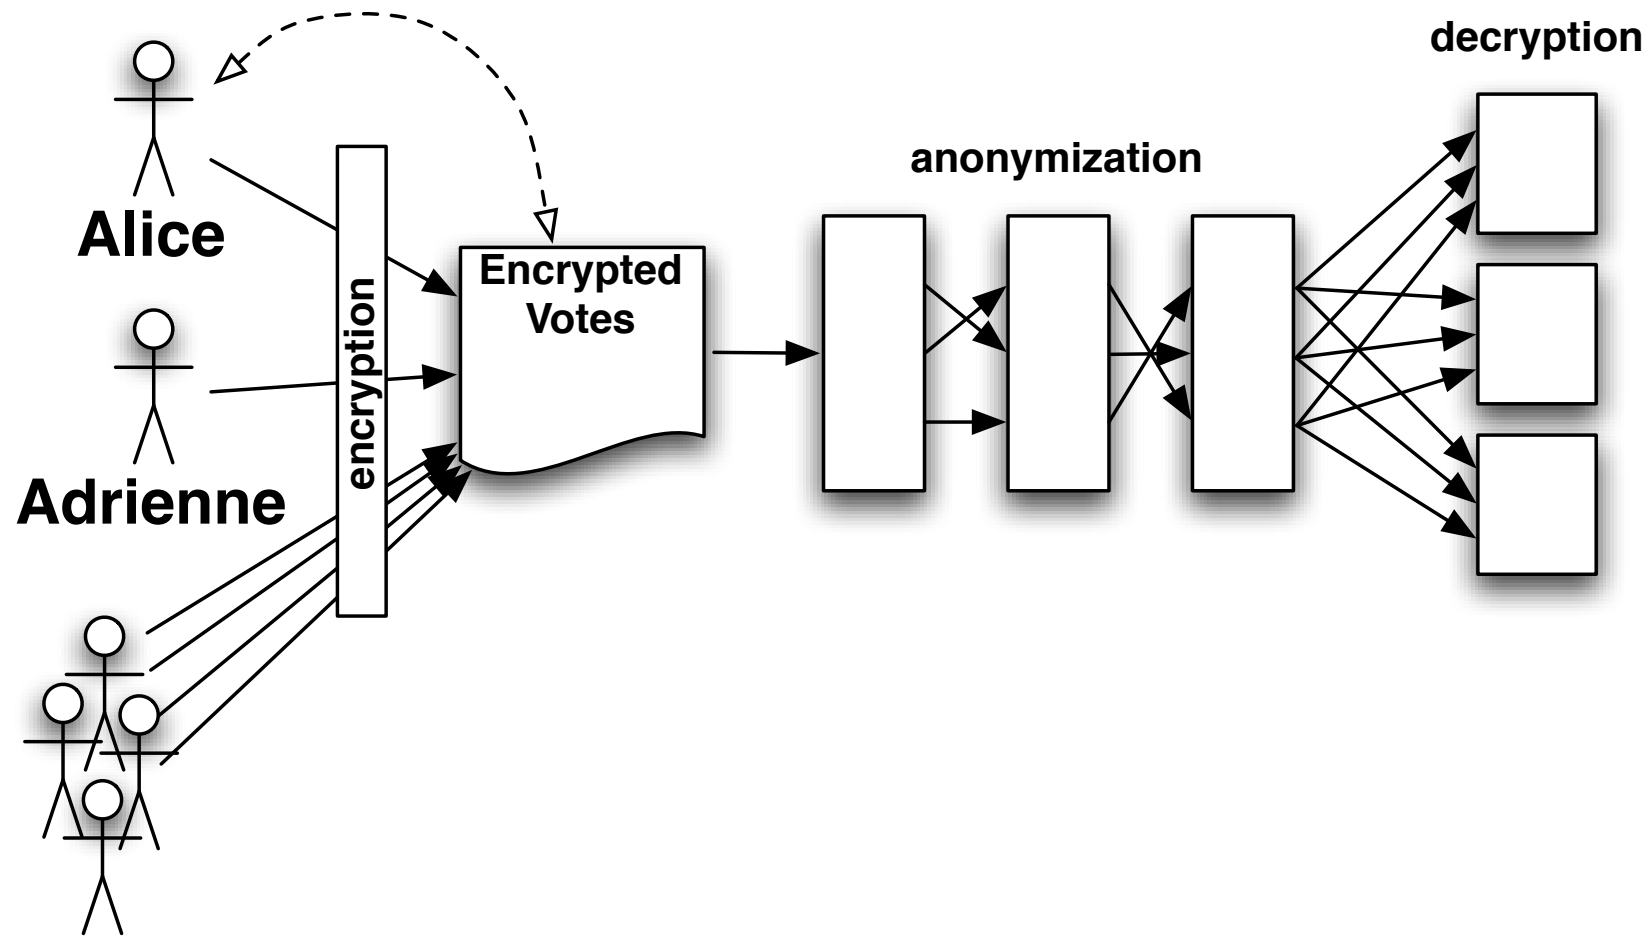 decryption
anonymization
Alice
Encrypted
Votes
encryption
Adrienne